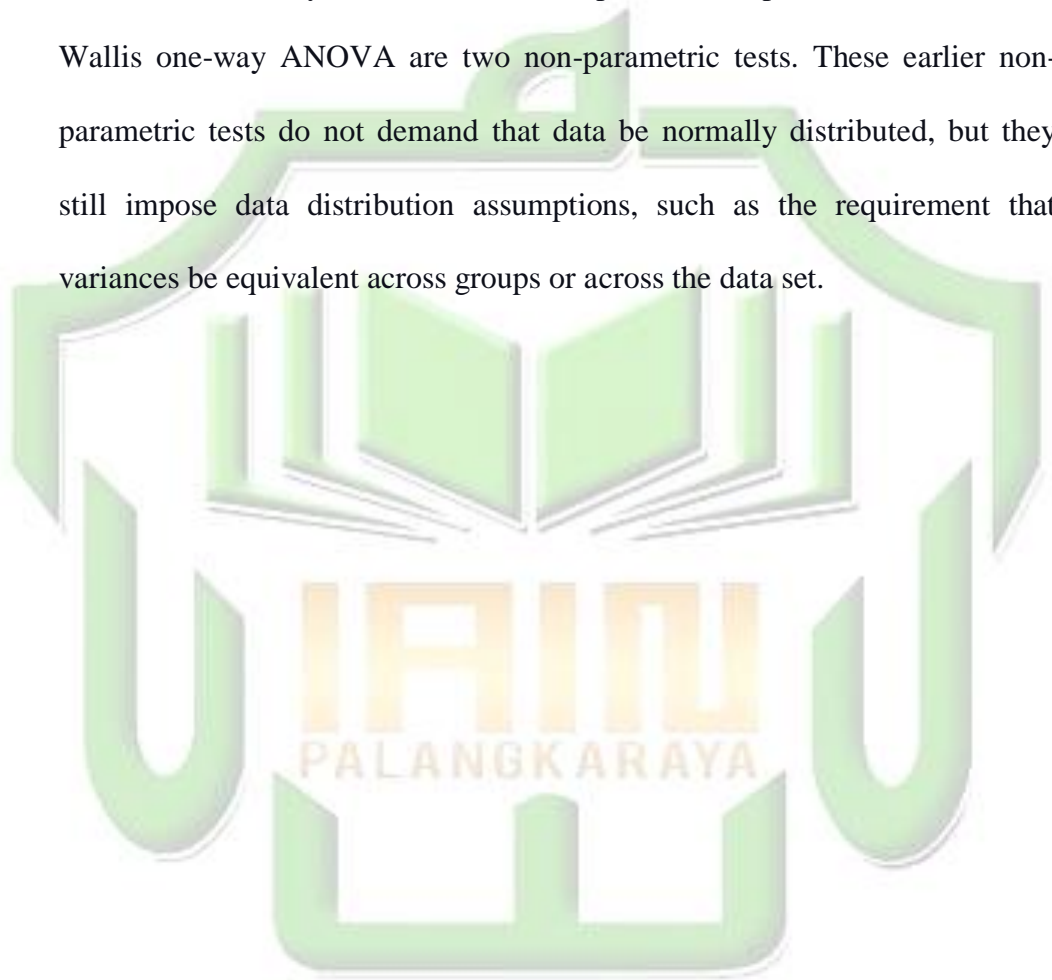 Wallis one-way ANOVA are two non-parametric tests. These earlier non-
parametric tests do not demand that data be normally distributed, but they
still impose data distribution assumptions, such as the requirement that
variances be equivalent across groups or across the data set.
IAIN
PALANGKARAYA